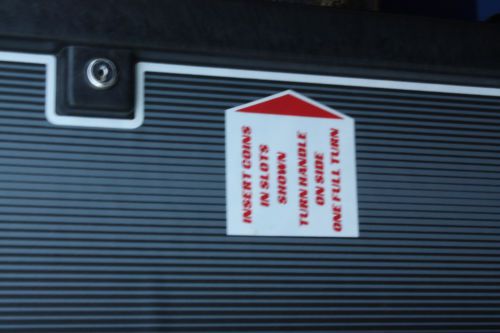 INSERT COINS
IN SLOTS
SHOWN
TURN HANDLE
ON SIDE
ONE FULL TURN